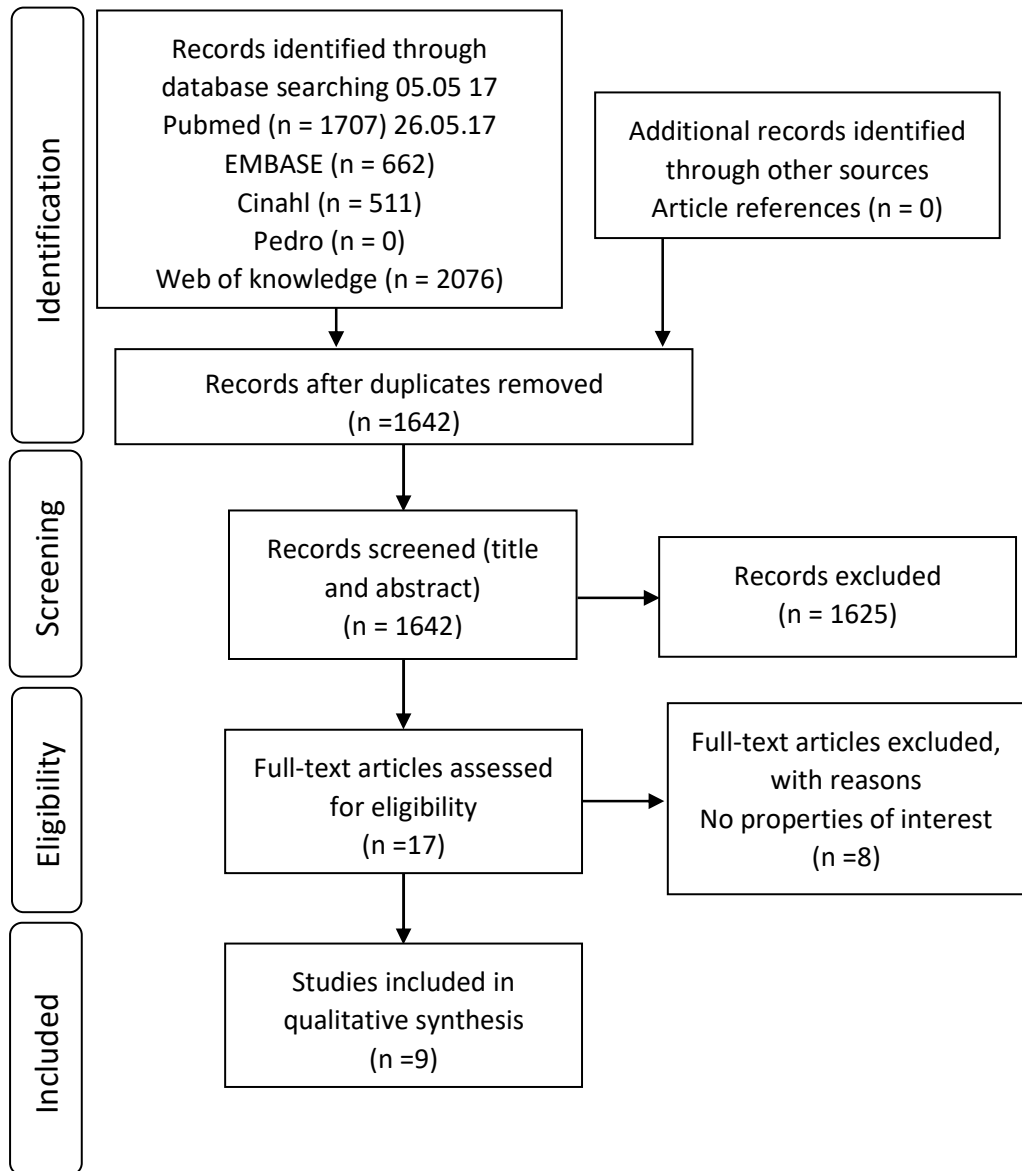 Identification
Records identified through
database searching 05.05 17
Pubmed (n = 1707) 26.05.17
EMBASE (n = 662)
Cinahl (n = 511)
Pedro (n = 0)
Web of knowledge (n = 2076)
Additional records identified
through other sources
Article references (n = 0)
Records after duplicates removed
(n =1642)
Screening
Records screened (title
and abstract)
(n = 1642)
Records excluded
(n = 1625)
Eligibility
Full-text articles assessed
for eligibility
(n =17)
Full-text articles excluded,
with reasons
No properties of interest
(n =8)
Included
Studies included in
qualitative synthesis
(n =9)